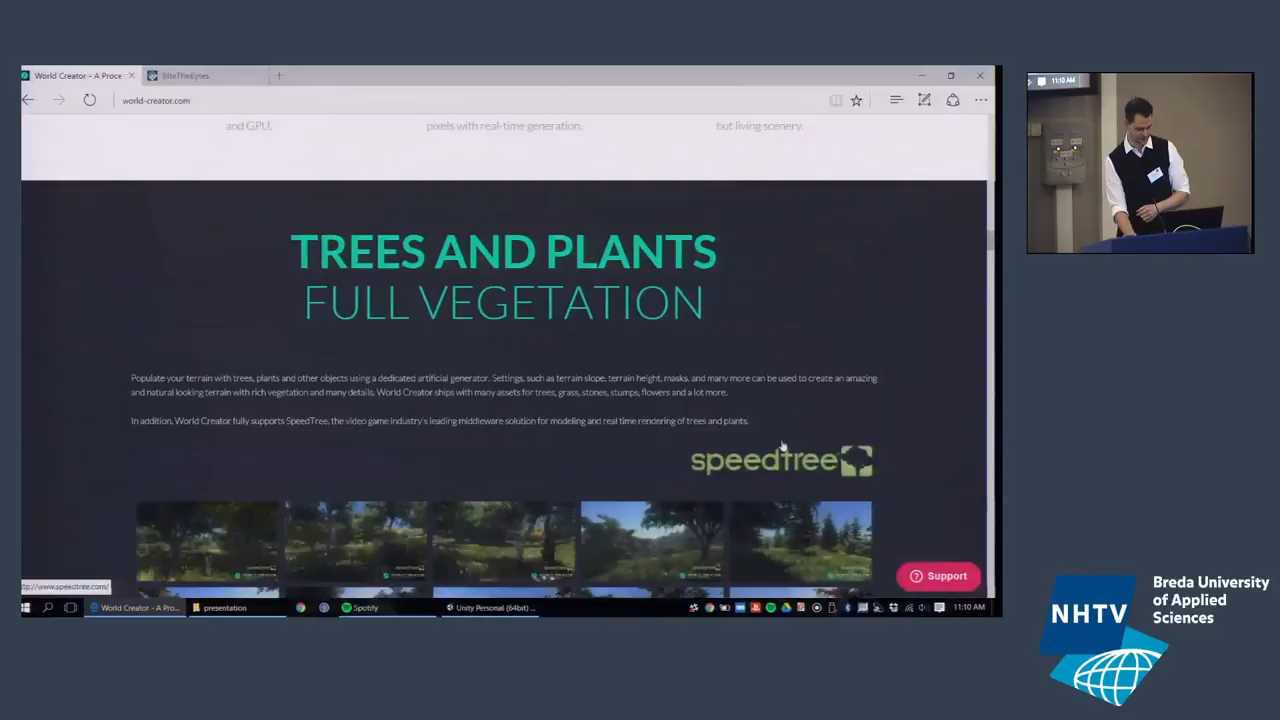 World Creator - A Proce
BiteTheBytes
world-creator.com
and GPU.
pixels with real-time generation.
but living scenery.
TREES AND PLANTS
FULL VEGETATION
Populate your terrain with trees, plants and other objects using a dedicated artificial generator. Settings, such as terrain slope, terrain height, masks, and many more can be used to create an amazing
and natural looking terrain with rich vegetation and many details. World Creator ships with many assets for trees, grass, stones, stumps, flowers and a lot more.
In addition, World Creator fully supports SpeedTree, the video game industry's leading middleware solution for modeling and real time rendering of trees and plants.
speedtree
Support
ttp://www.speedtree.com/
World Creator - A Pro...
presentation
Spotify
Unity Personal (64bit) ...
11:10 AM
11:10 AM
NHTV
Breda University
of Applied
Sciences